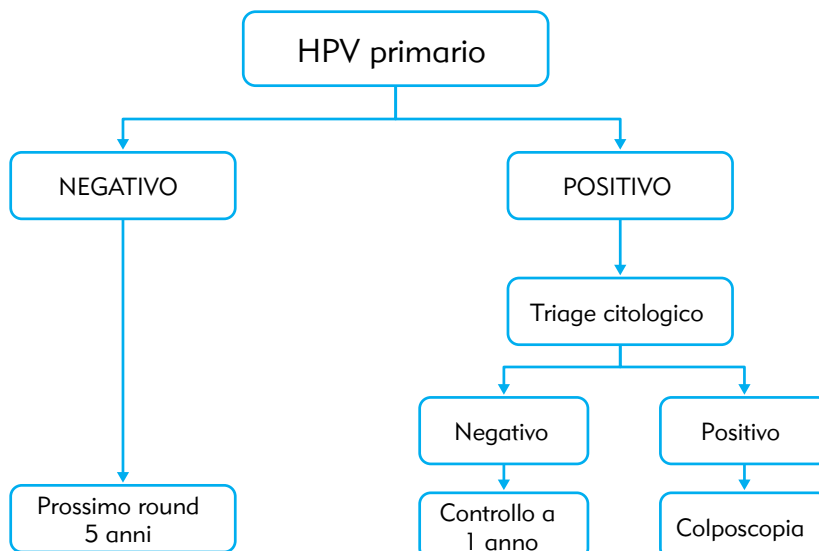 HPV primario
NEGATIVO
POSITIVO
Triage citologico
Negativo
Positivo
Prossimo round
5 anni
Controllo a
1 anno
Colposcopia